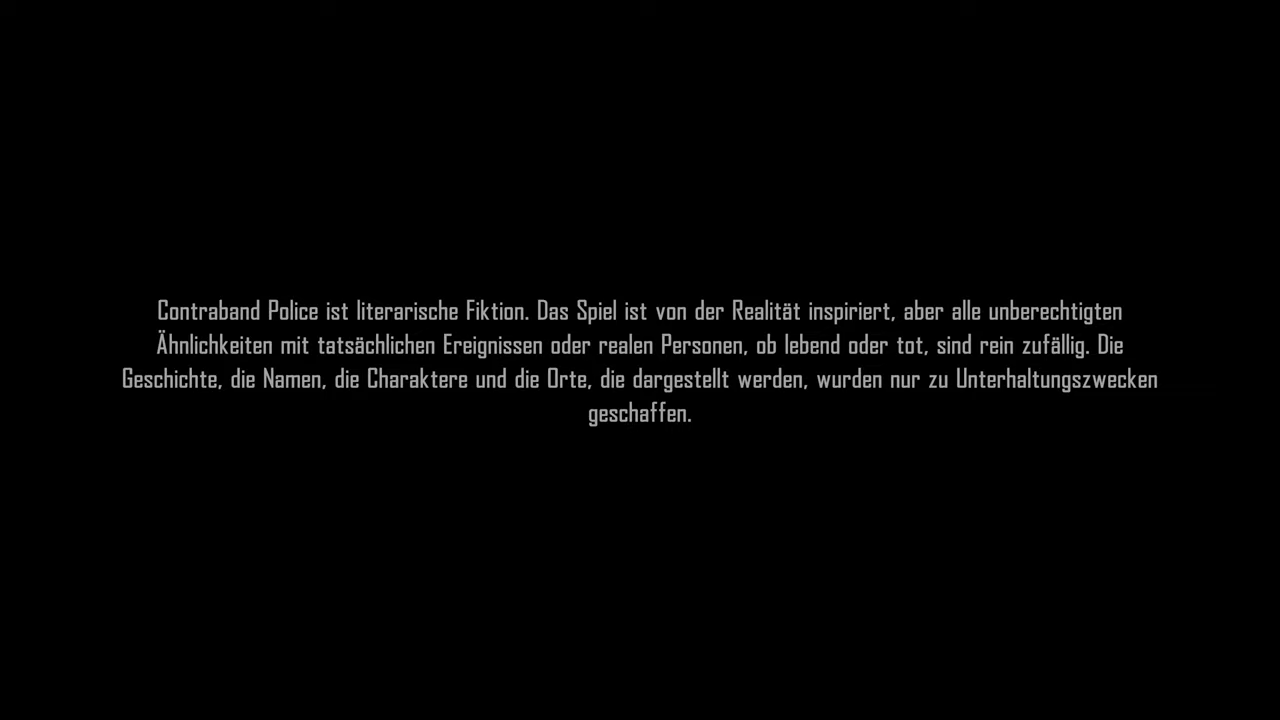 Contraband Police ist literarische Fiktion. Das Spiel ist von der Realität inspiriert, aber alle unberechtigten
Ähnlichkeiten mit tatsächlichen Ereignissen oder realen Personen, ob lebend oder tot, sind rein zufällig. Die
Geschichte, die Namen, die Charaktere und die Orte, die dargestellt werden, wurden nur zu Unterhaltungszwecken
geschaffen.